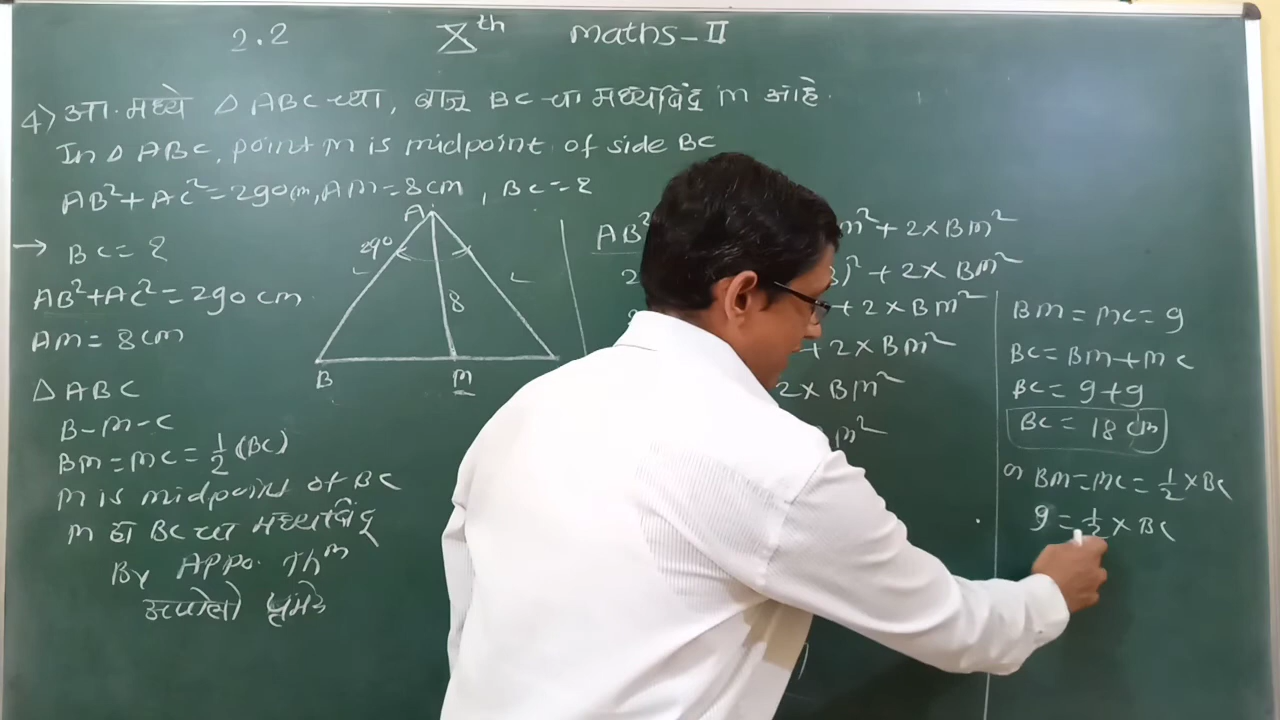 2.2 Xth maths-II
4) आ. मध्ये △ ABC च्या, बाजू BC चा मध्यबिंदू M आहे.
In △ ABC, point M is midpoint of side BC
AB²+AC²=290cm, AM=8cm, BC=?
→ BC=?
AB²+AC²=290 cm
AM=8cm
△ABC
B-M-C
BM=MC=½(BC)
M is midpoint of BC
M हा BC चा मध्यबिंदू
By Appo. Thm
A
290
8
B
M
AB²
m²+2×BM²
2
)²+2×BM²
+2×BM²
+2×BM²
2×BM²
m²
BM=MC=9
BC=BM+MC
BC=9+9
BC=18cm
or BM=MC=½×BC
9=½×BC